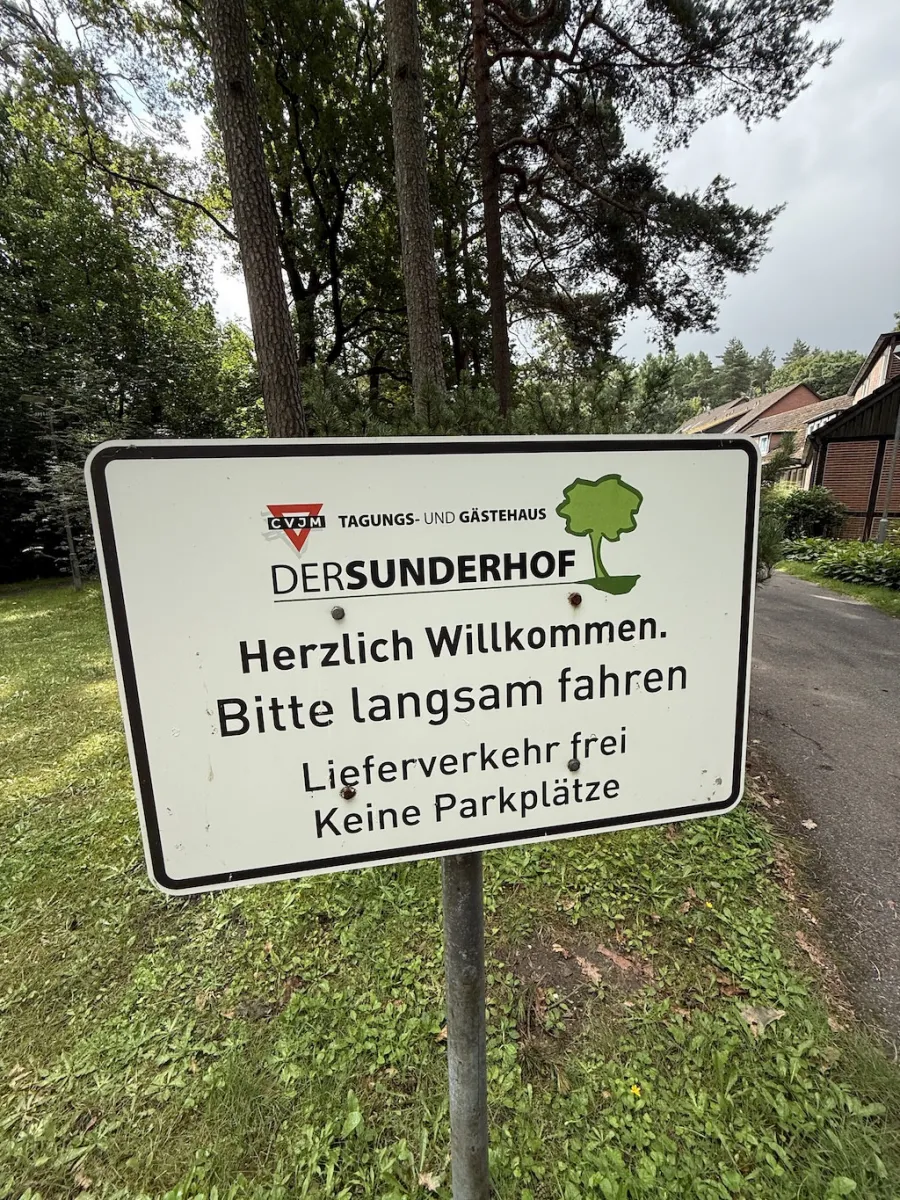 CVJM TAGUNGS- UND GÄSTEHAUS
DERSUNDERHOF
Herzlich Willkommen.
Bitte langsam fahren
Lieferverkehr frei
Keine Parkplätze